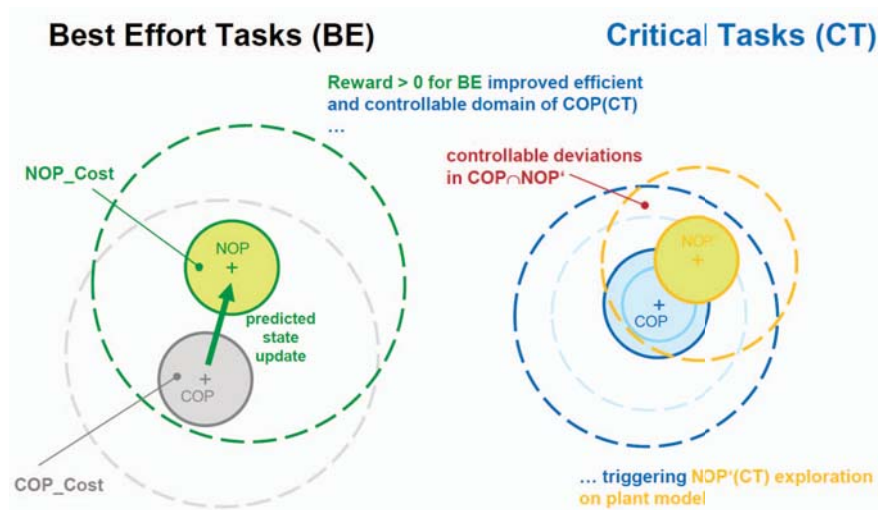 Best Effort Tasks (BE)
Critical Tasks (CT)
Reward > 0 for BE improved efficient
and controllable domain of COP(CT)
...
NOP_Cost
controllable deviations
in COP∩NOP‘
NOP
+
predicted
state
update
+
COP
COP_Cost
NOP‘
+
+
COP
... triggering NOP‘(CT) exploration
on plant model